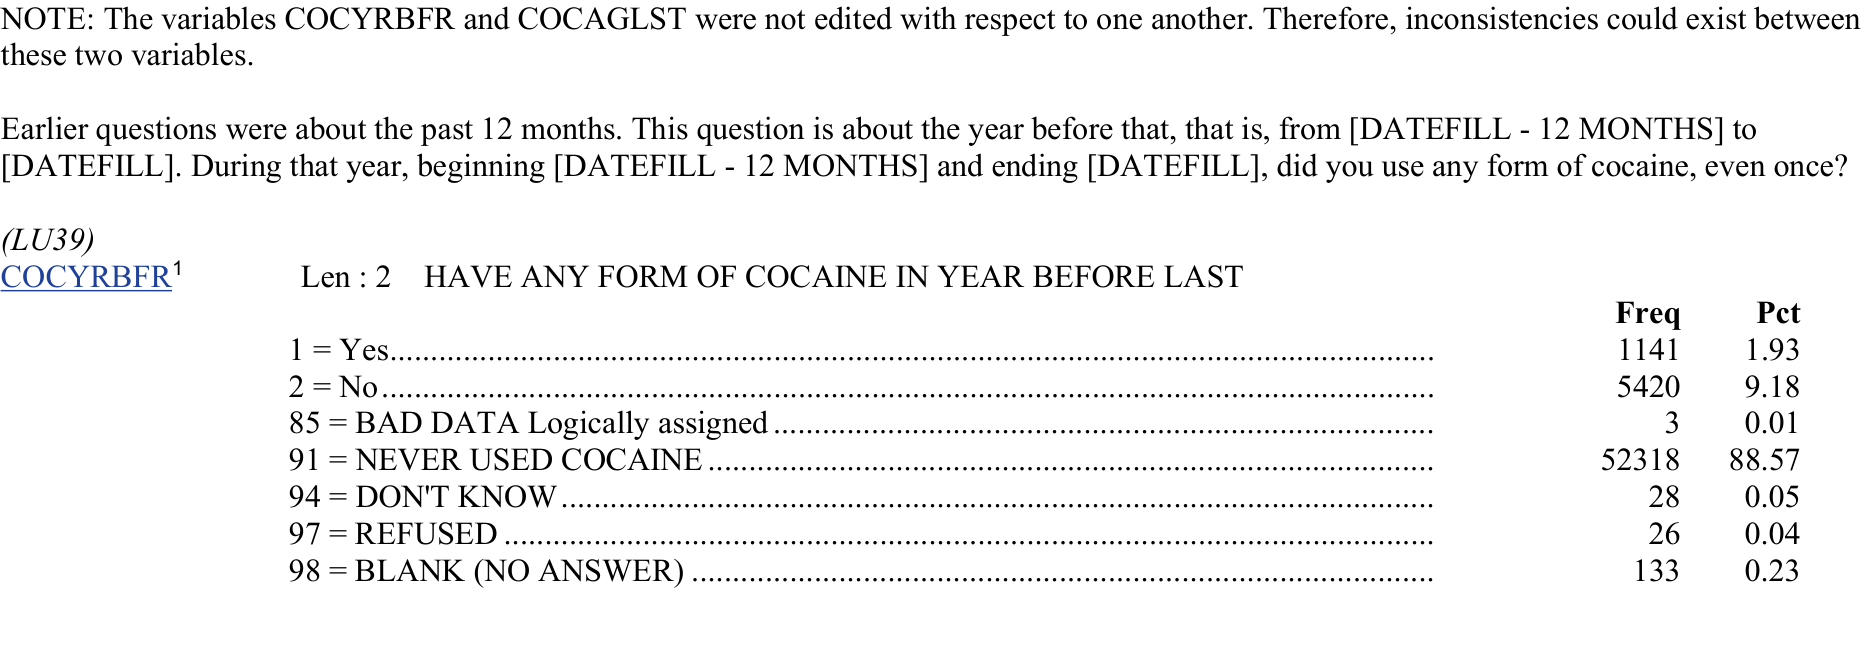 NOTE: The variables COCYRBFR and COCAGLST were not edited with respect to one another. Therefore, inconsistencies could exist between
these two variables.
Earlier questions were about the past 12 months. This question is about the year before that, that is, from [DATEFILL - 12 MONTHS] to
[DATEFILL]. During that year, beginning [DATEFILL - 12 MONTHS] and ending [DATEFILL], did you use any form of cocaine, even once?
(LU39)
COCYRBFR¹ Len : 2 HAVE ANY FORM OF COCAINE IN YEAR BEFORE LAST
Freq Pct
1 = Yes.......... 1141 1.93
2 = No.......... 5420 9.18
85 = BAD DATA Logically assigned.......... 3 0.01
91 = NEVER USED COCAINE.......... 52318 88.57
94 = DON'T KNOW.......... 28 0.05
97 = REFUSED.......... 26 0.04
98 = BLANK (NO ANSWER).......... 133 0.23